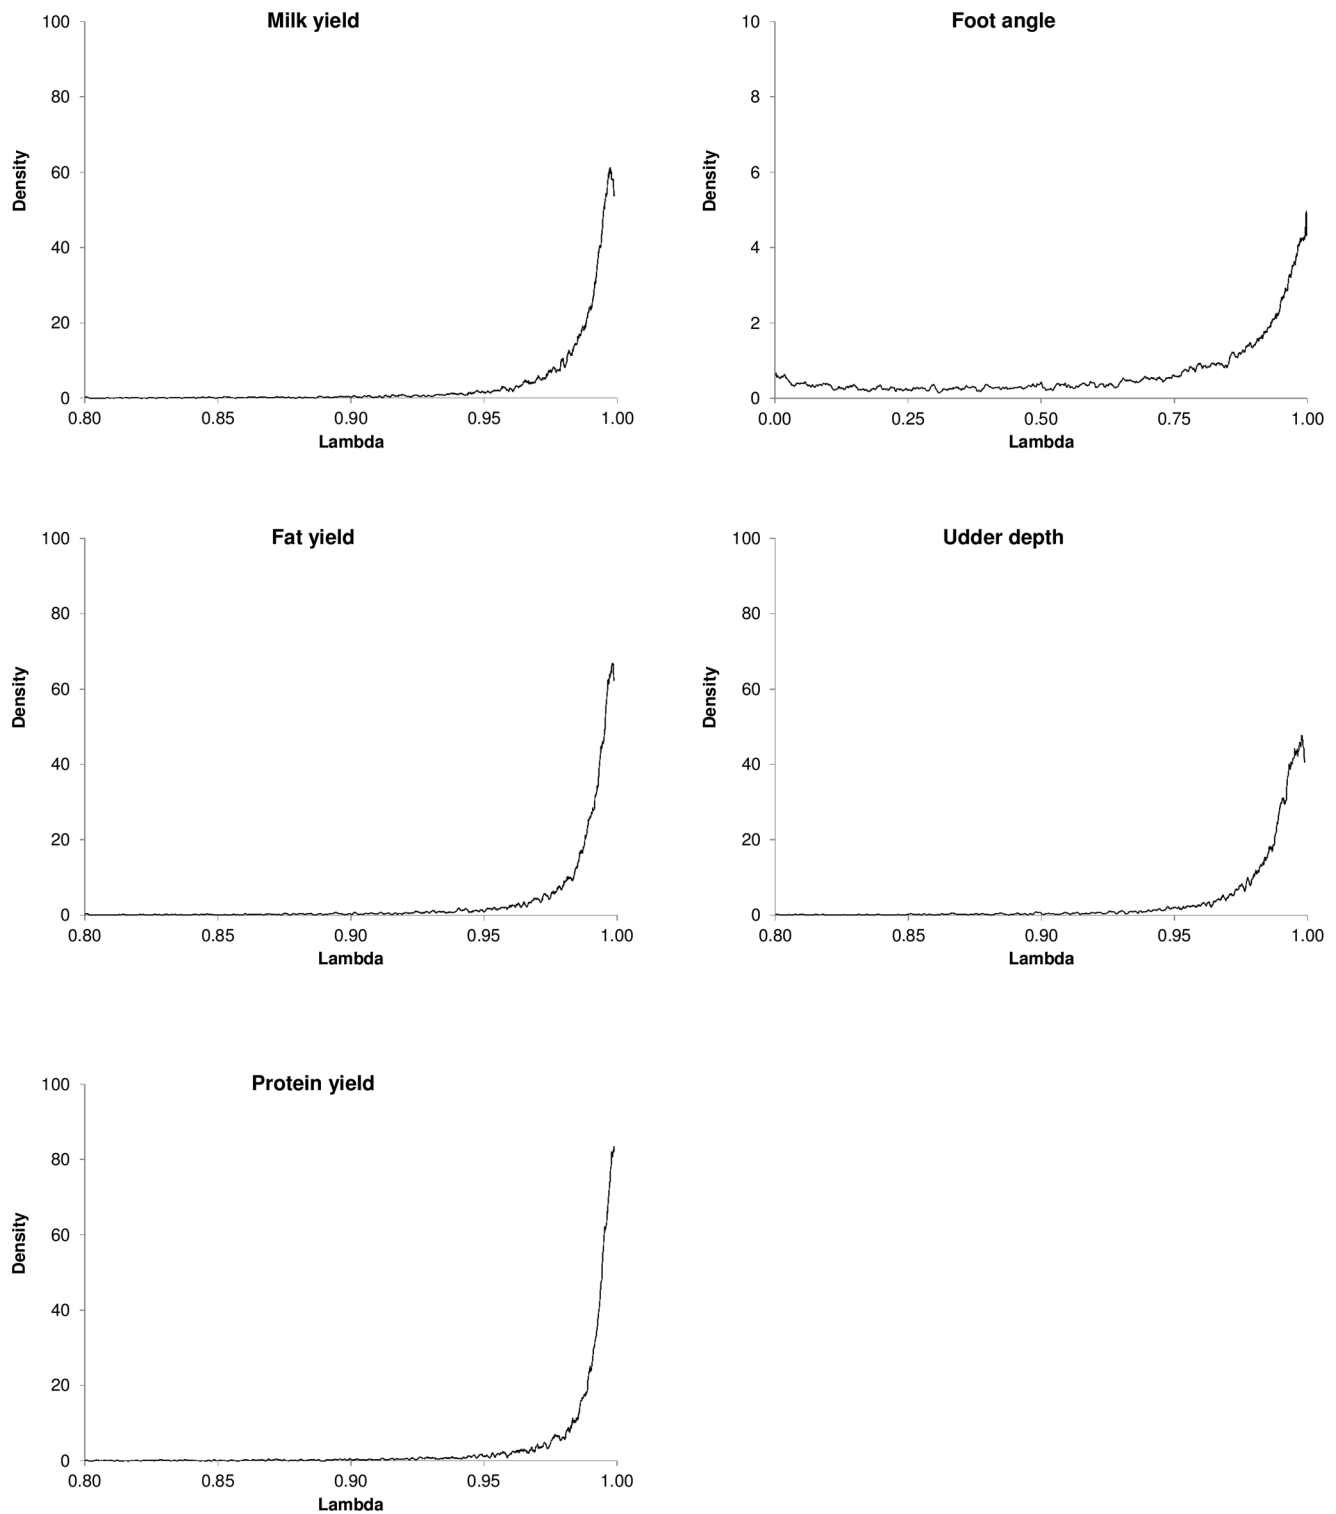 Milk yield
100
80
60
40
20
0
Density
0.80 0.85 0.90 0.95 1.00
Lambda
Foot angle
10
8
6
4
2
0
Density
0.00 0.25 0.50 0.75 1.00
Lambda
Fat yield
100
80
60
40
20
0
Density
0.80 0.85 0.90 0.95 1.00
Lambda
Udder depth
100
80
60
40
20
0
Density
0.80 0.85 0.90 0.95 1.00
Lambda
Protein yield
100
80
60
40
20
0
Density
0.80 0.85 0.90 0.95 1.00
Lambda